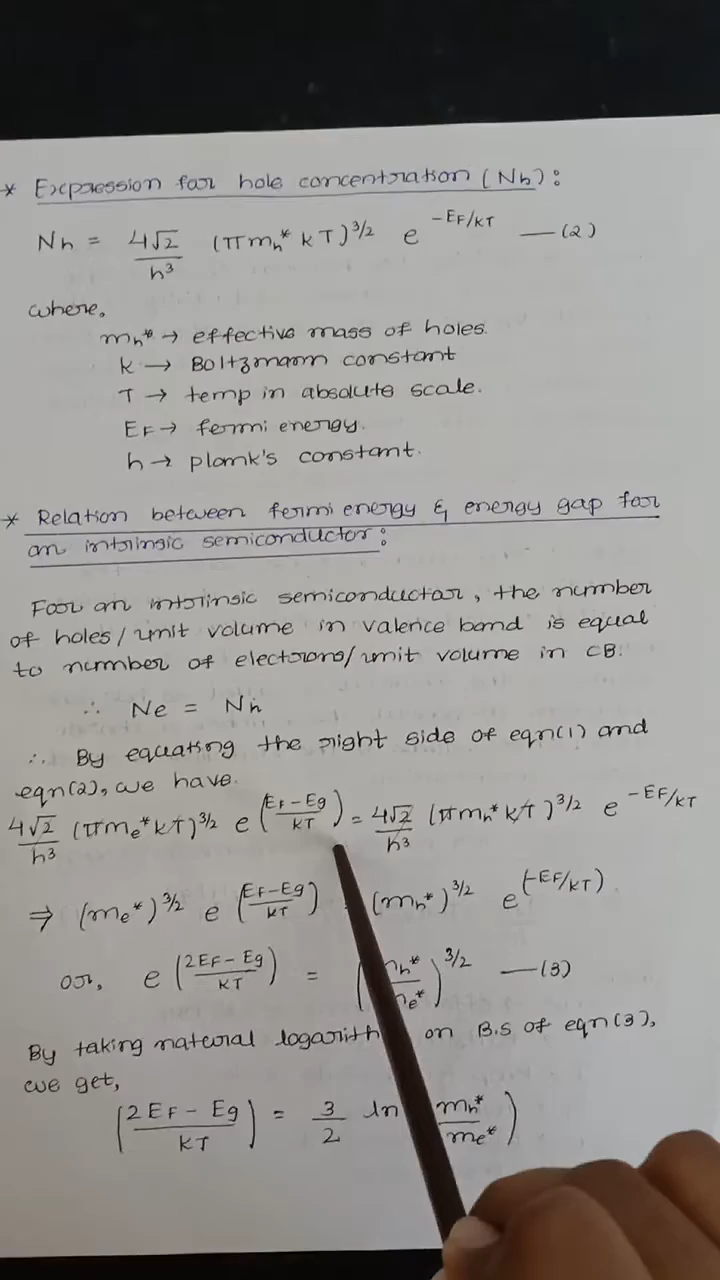 * Expression for hole concentration (Nh):
Nh = 4√2/h³ (πmh* kT)^3/2 e^-EF/KT —(2)
where,
mh* → effective mass of holes.
k → Boltzmann constant
T → temp in absolute scale.
EF → fermi energy.
h → plank's constant.
* Relation between fermi energy & energy gap for
an intrinsic semiconductor:
For an intrinsic semiconductor, the number
of holes/unit volume in valence band is equal
to number of electrons/unit volume in CB.
∴ Ne = Nh
∴ By equating the right side of eqn(1) and
eqn(2), we have.
4√2/h³ (πme* kT)^3/2 e^((EF-Eg)/KT) = 4√2/h³ (πmh* kT)^3/2 e^-EF/KT
⇒ (me*)^3/2 e^((EF-Eg)/KT) (mh*)^3/2 e^(-EF/KT)
or, e^((2EF-Eg)/KT) = (mh*/me*)^3/2 —(3)
By taking natural logarith on B.S of eqn(3),
we get,
((2EF - Eg)/KT) = 3/2 ln mh*/me*)